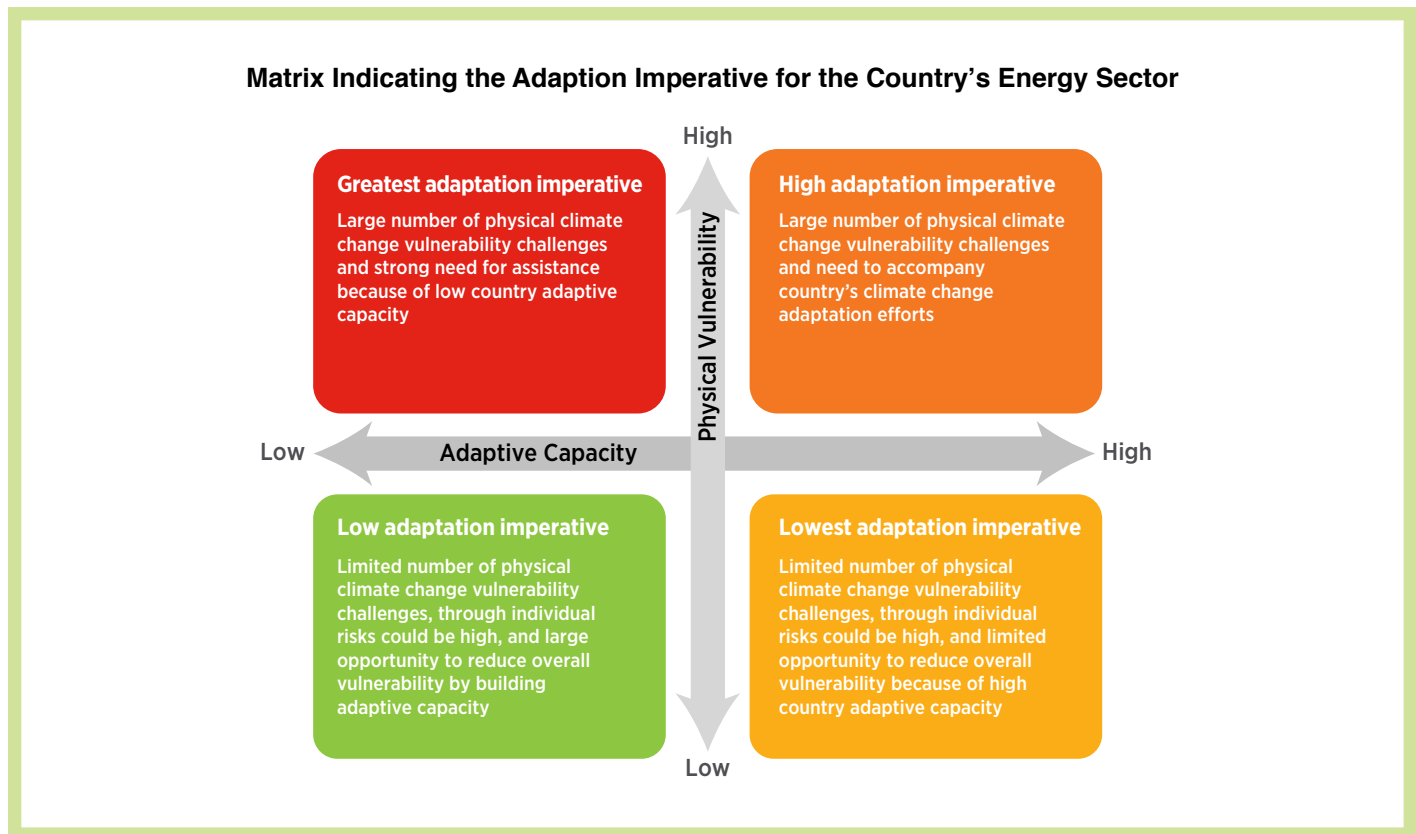 Matrix Indicating the Adaption Imperative for the Country's Energy Sector
High
Greatest adaptation imperative
Large number of physical climate
change vulnerability challenges
and strong need for assistance
because of low country adaptive
capacity
High adaptation imperative
Large number of physical climate
change vulnerability challenges
and need to accompany
country's climate change
adaptation efforts
Physical Vulnerability
Low
Adaptive Capacity
High
Low adaptation imperative
Limited number of physical
climate change vulnerability
challenges, through individual
risks could be high, and large
opportunity to reduce overall
vulnerability by building
adaptive capacity
Lowest adaptation imperative
Limited number of physical
climate change vulnerability
challenges, through individual
risks could be high, and limited
opportunity to reduce overall
vulnerability because of high
country adaptive capacity
Low